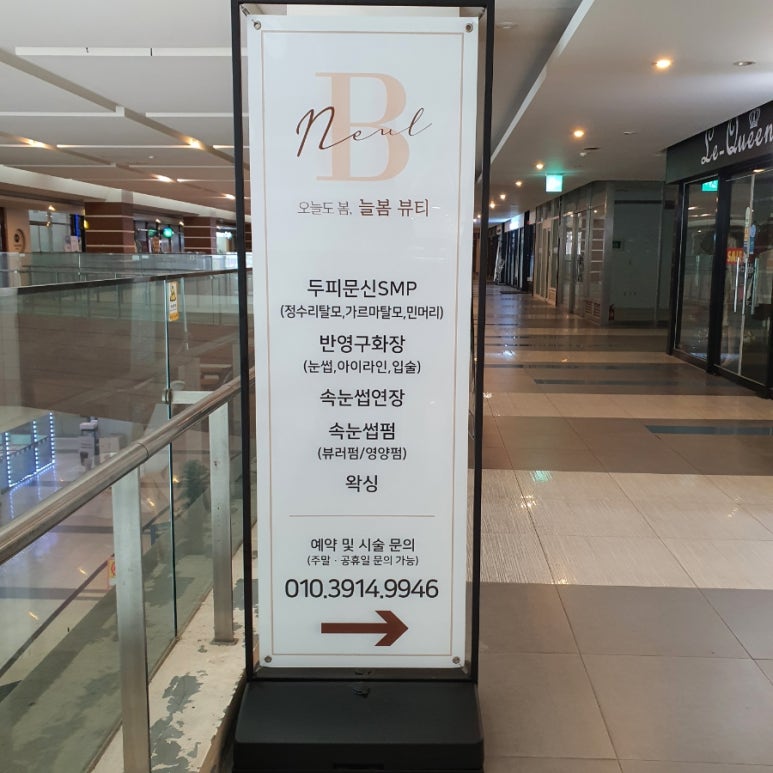 B
Neul
오늘도 봄, 늘봄 뷰티
두피문신SMP
(정수리탈모,가르마탈모,민머리)
반영구화장
(눈썹,아이라인,입술)
속눈썹연장
속눈썹펌
(뷰러펌/영양펌)
왁싱
예약 및 시술 문의
(주말 · 공휴일 문의 가능)
010.3914.9946
Le-Queen
SALE